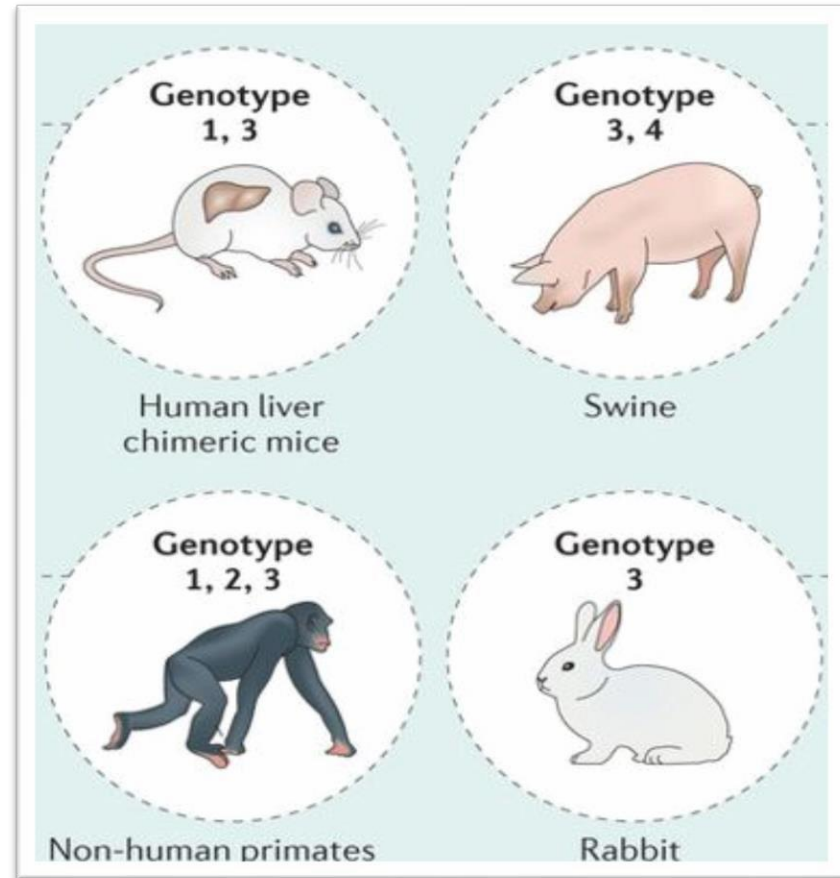 Genotype
1, 3
Human liver
chimeric mice
Genotype
3, 4
Swine
Genotype
1, 2, 3
Non-human primates
Genotype
3
Rabbit